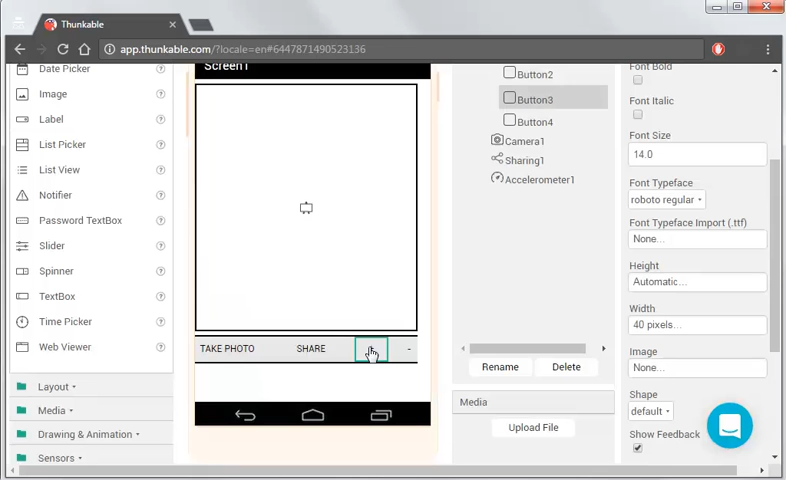 Thunkable
app.thunkable.com/?locale=en#6447871490523136
Date Picker
Image
Label
List Picker
List View
Notifier
Password TextBox
Slider
Spinner
TextBox
Time Picker
Web Viewer
Layout
Media
Drawing & Animation
Sensors
Screen1
TAKE PHOTO SHARE -
Button2
Button3
Button4
Camera1
Sharing1
Accelerometer1
Rename Delete
Media
Upload File
Font Bold
Font Italic
Font Size
14.0
Font Typeface
roboto regular
Font Typeface Import (.ttf)
None...
Height
Automatic...
Width
40 pixels...
Image
None...
Shape
default
Show Feedback